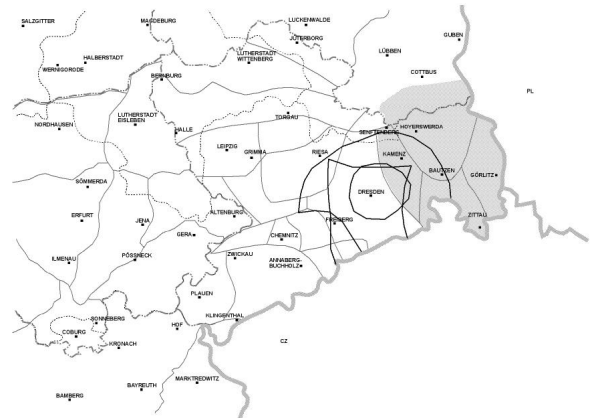 SALZGITTER
MAGDEBURG
LUCKENWALDE
JÜTERBORG
GUBEN
LÜBBEN
HALBERSTADT
WERNIGORODE
LUTHERSTADT
WITTENBERG
BERNBURG
COTTBUS
PL
LUTHERSTADT
EISLEBEN
NORDHAUSEN
HALLE
TORGAU
SENFTENBERG
HOYERSWERDA
LEIPZIG
GRIMMA
RIESA
KAMENZ
BAUTZEN
GÖRLITZ
SÖMMERDA
DRESDEN
ERFURT
JENA
ALTENBURG
FREIBERG
ZITTAU
GERA
CHEMNITZ
ILMENAU
PÖSSNECK
ZWICKAU
ANNABERG-
BUCHHOLZ
PLAUEN
SONNEBERG
COBURG
HOF
KLINGENTHAL
KRONACH
CZ
BAYREUTH
MARKTREDWITZ
BAMBERG